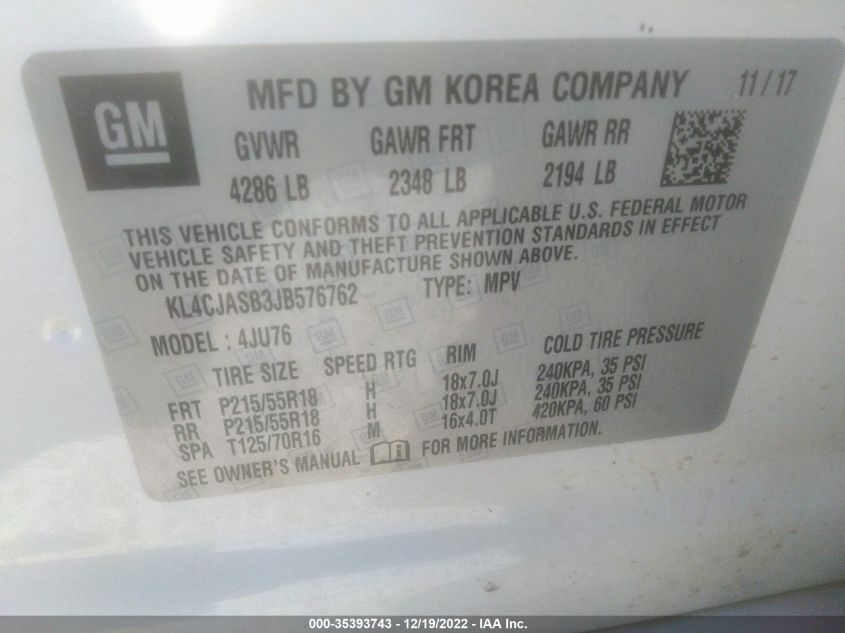 GM
MFD BY GM KOREA COMPANY 11/17
GVWR GAWR FRT GAWR RR
4286 LB 2348 LB 2194 LB
THIS VEHICLE CONFORMS TO ALL APPLICABLE U.S. FEDERAL MOTOR
VEHICLE SAFETY AND THEFT PREVENTION STANDARDS IN EFFECT
ON THE DATE OF MANUFACTURE SHOWN ABOVE.
KL4CJASB3JB576762 TYPE: MPV
MODEL : 4JU76
TIRE SIZE SPEED RTG RIM COLD TIRE PRESSURE
FRT P215/55R18 H 18x7.0J 240KPA, 35 PSI
RR P215/55R18 H 18x7.0J 240KPA, 35 PSI
SPA T125/70R16 M 16x4.0T 420KPA, 60 PSI
SEE OWNER'S MANUAL FOR MORE INFORMATION.
000-35393743 - 12/19/2022 - IAA Inc.